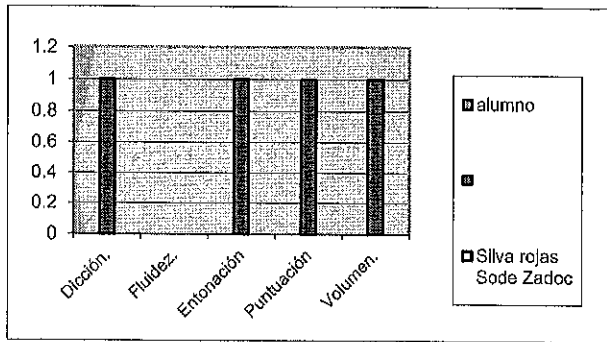 1.2
1
0.8
0.6
0.4
0.2
0
Dicción.
Fluidez.
Entonación
Puntuación
Volumen.
alumno
Silva rojas
Sode Zadoc